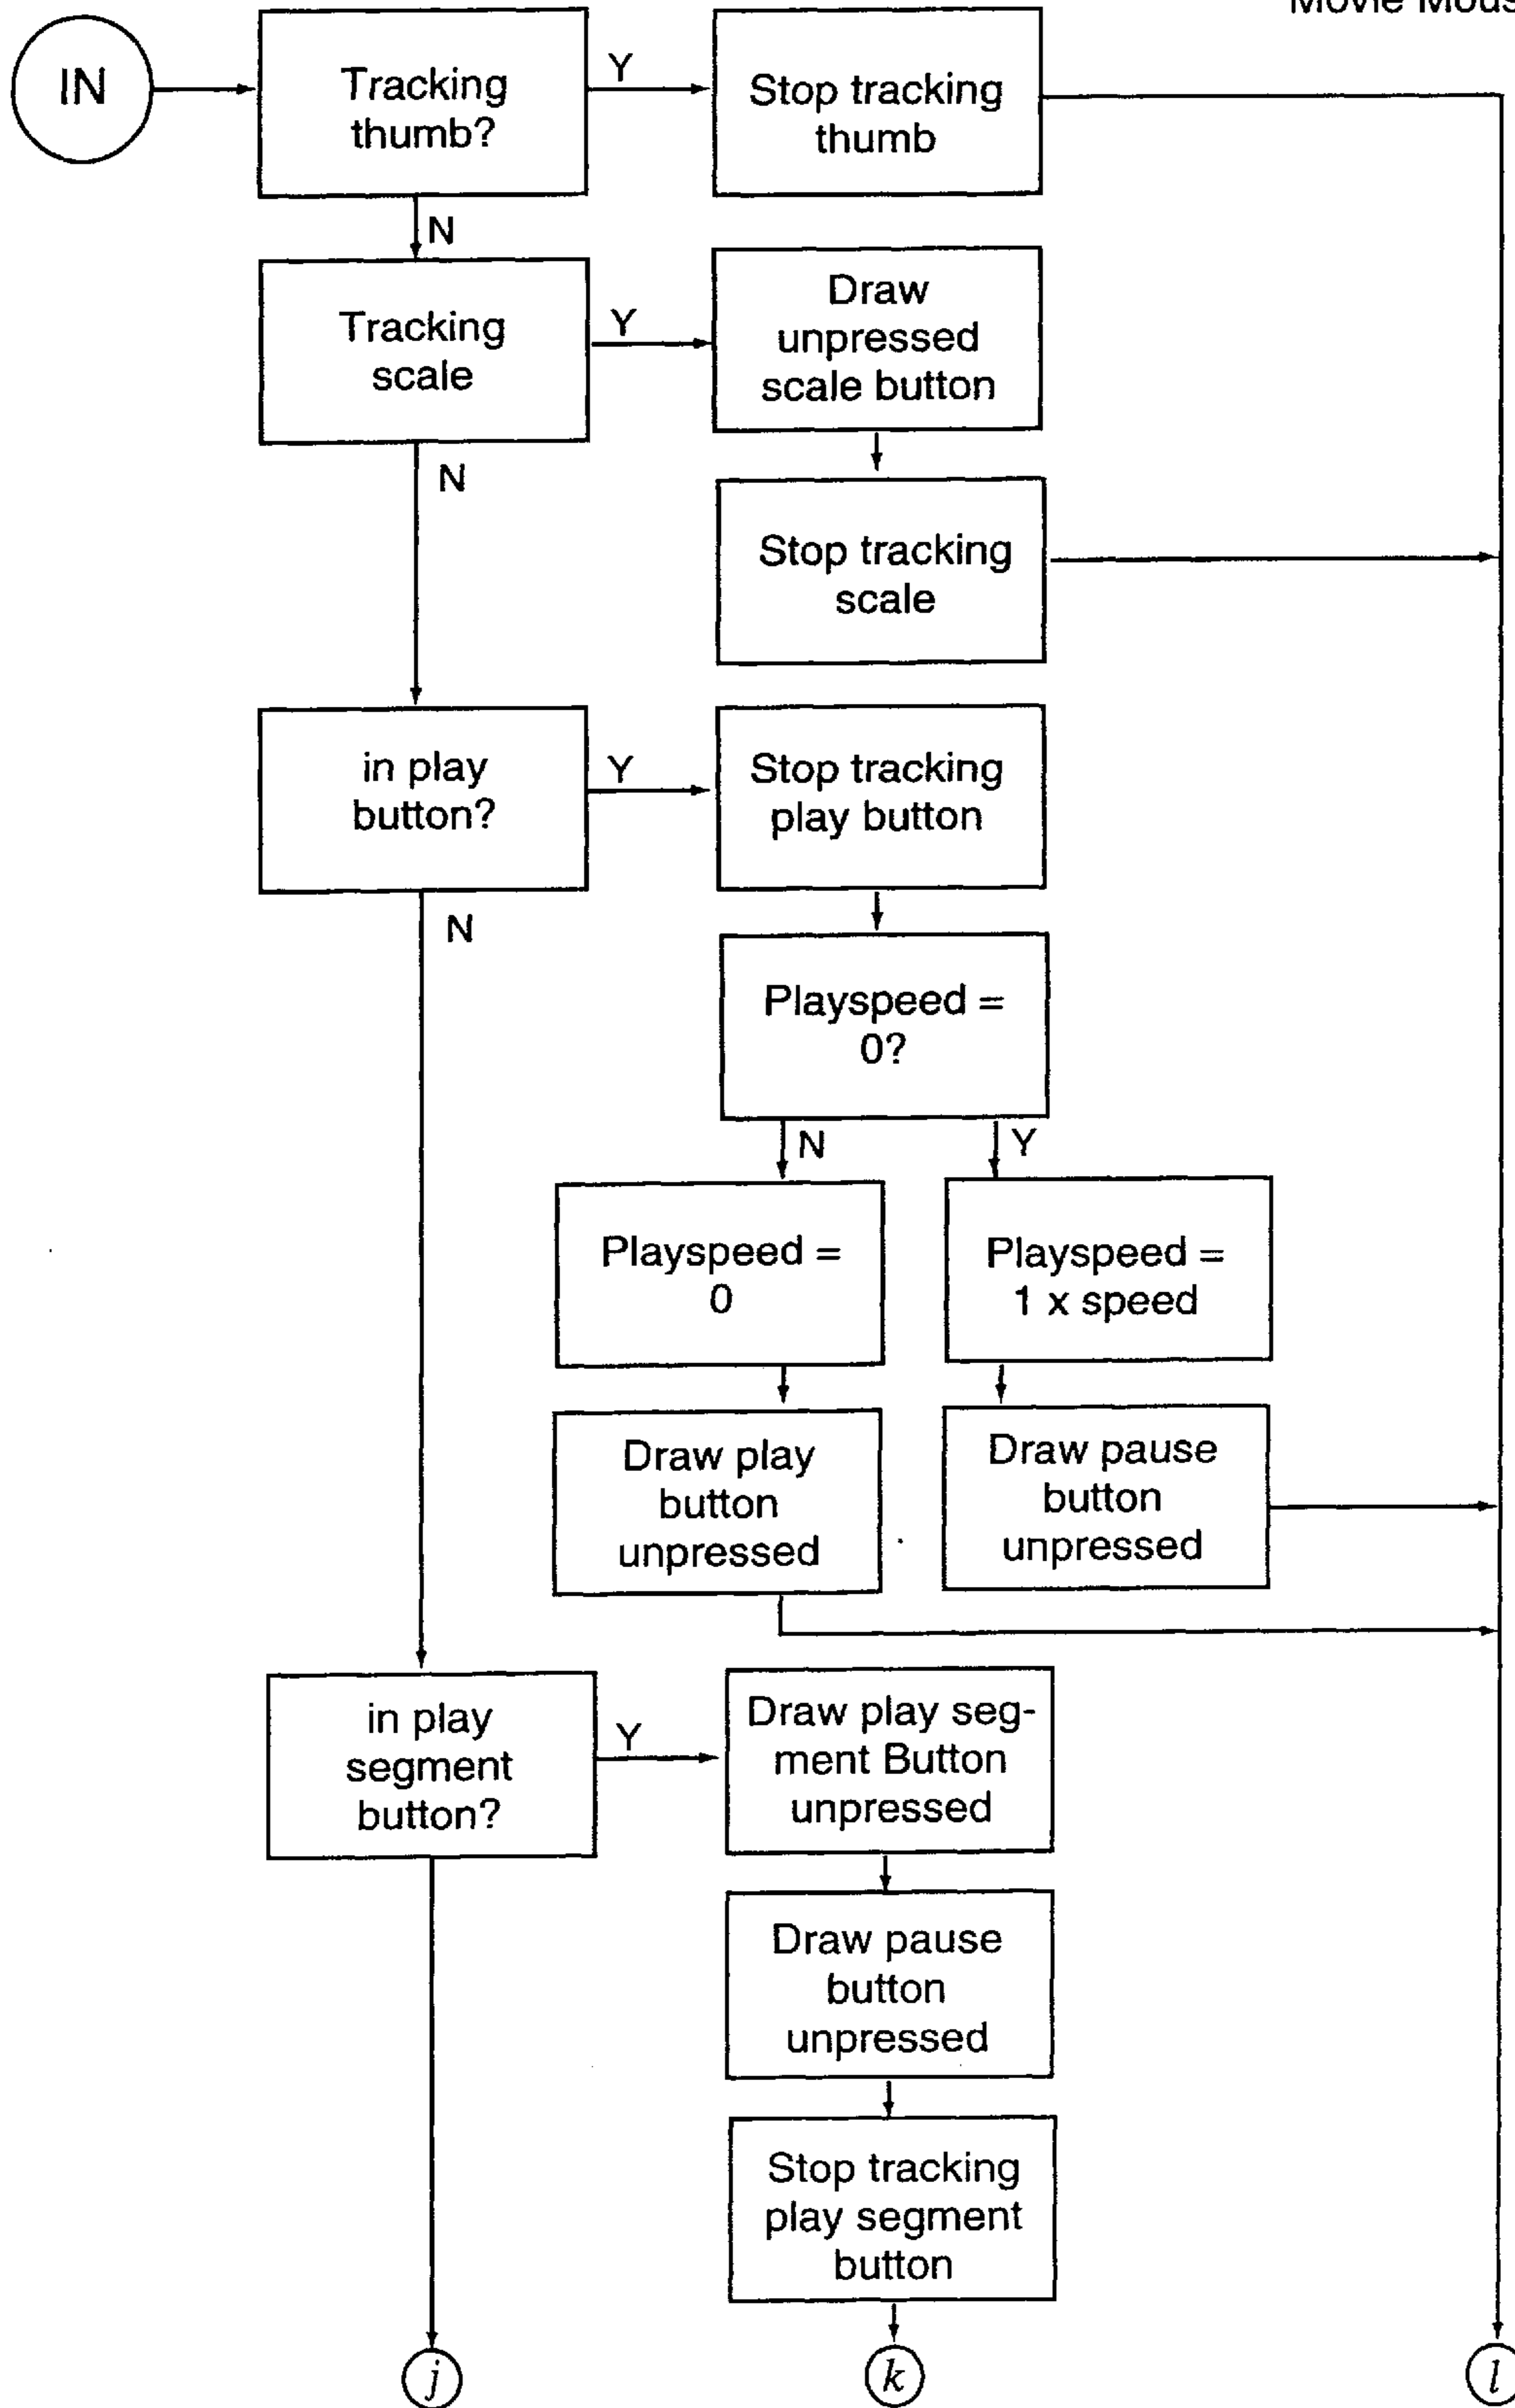 Movie Mous
IN
Tracking
thumb?
Y
Stop tracking
thumb
N
Tracking
scale
Y
Draw
unpressed
scale button
N
Stop tracking
scale
in play
button?
Y
Stop tracking
play button
N
Playspeed =
0?
N
Y
Playspeed =
0
Playspeed =
1 x speed
Draw play
button
unpressed
Draw pause
button
unpressed
in play
segment
button?
Y
Draw play seg-
ment Button
unpressed
Draw pause
button
unpressed
Stop tracking
play segment
button
j
k
l